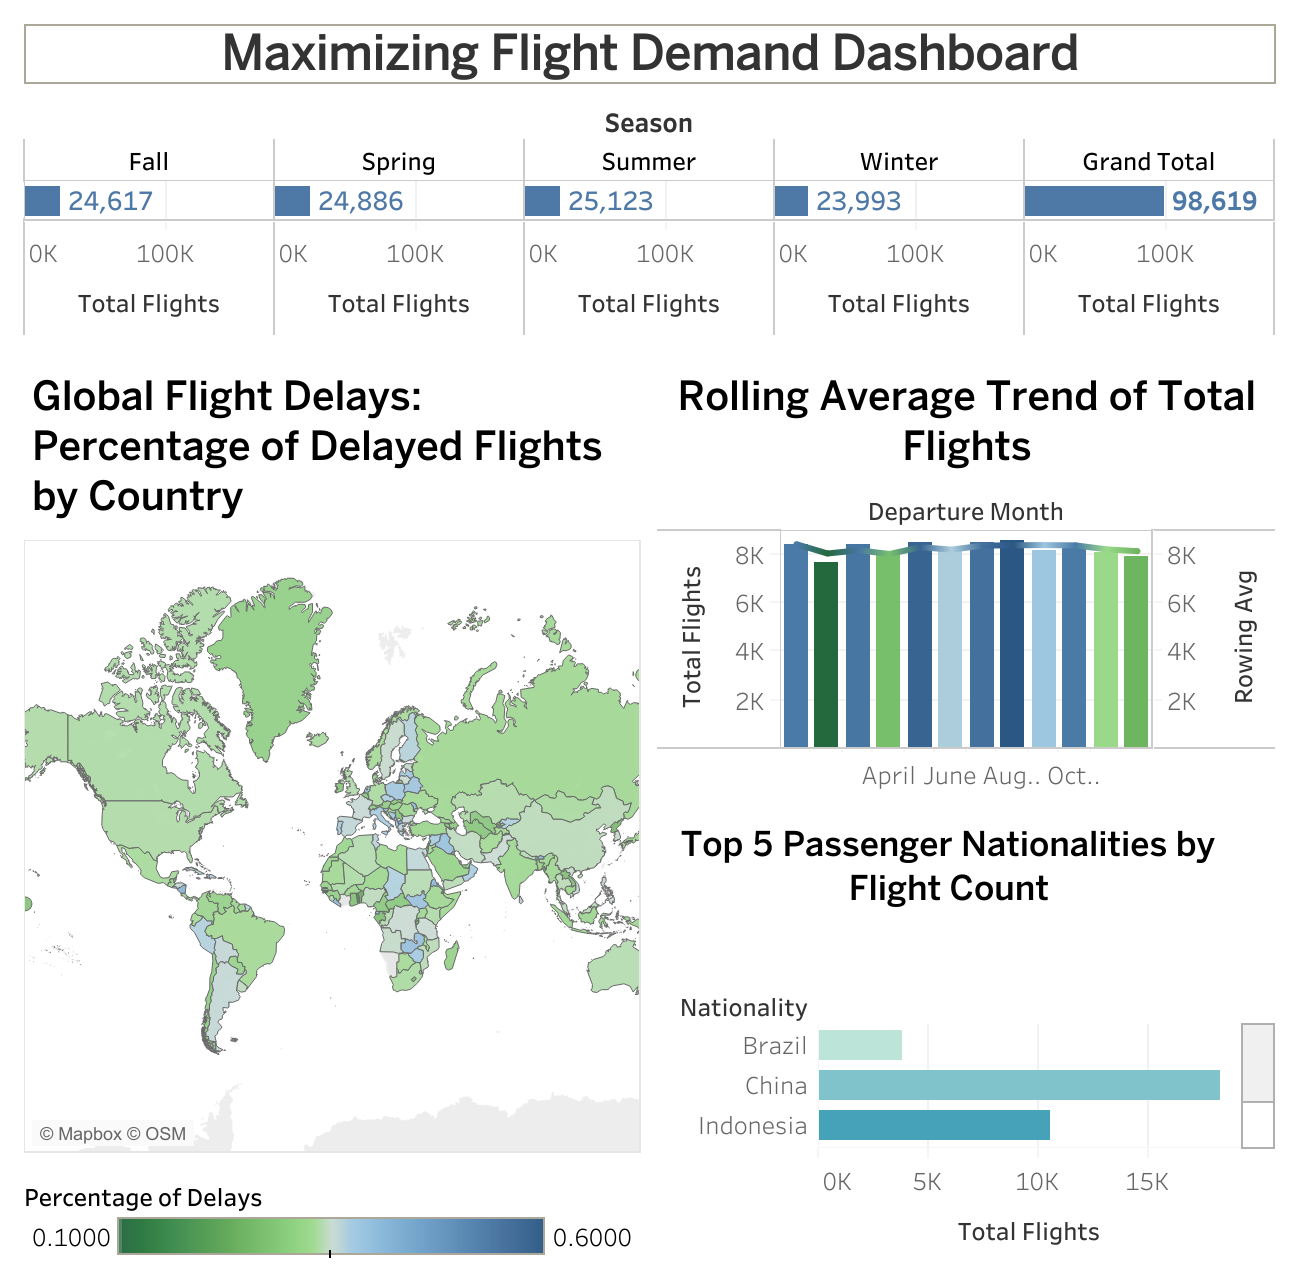 Maximizing Flight Demand Dashboard
Season
Fall Spring Summer Winter Grand Total
24,617 24,886 25,123 23,993 98,619
0K 100K 0K 100K 0K 100K 0K 100K 0K 100K
Total Flights Total Flights Total Flights Total Flights Total Flights
Global Flight Delays:
Percentage of Delayed Flights
by Country
© Mapbox © OSM
Percentage of Delays
0.1000 0.6000
Rolling Average Trend of Total
Flights
Departure Month
Total Flights
8K 8K
6K 6K
4K 4K
2K 2K
Rowing Avg
April June Aug.. Oct..
Top 5 Passenger Nationalities by
Flight Count
Nationality
Brazil
China
Indonesia
0K 5K 10K 15K
Total Flights